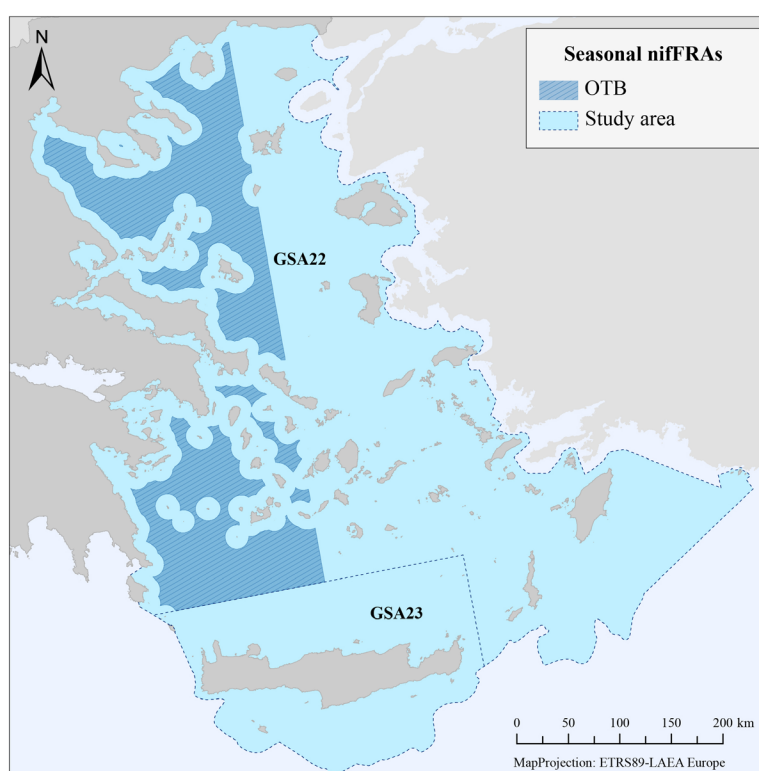 N
Seasonal nifFRAs
OTB
Study area
GSA22
GSA23
0 50 100 150 200 km
MapProjection: ETRS89-LAEA Europe